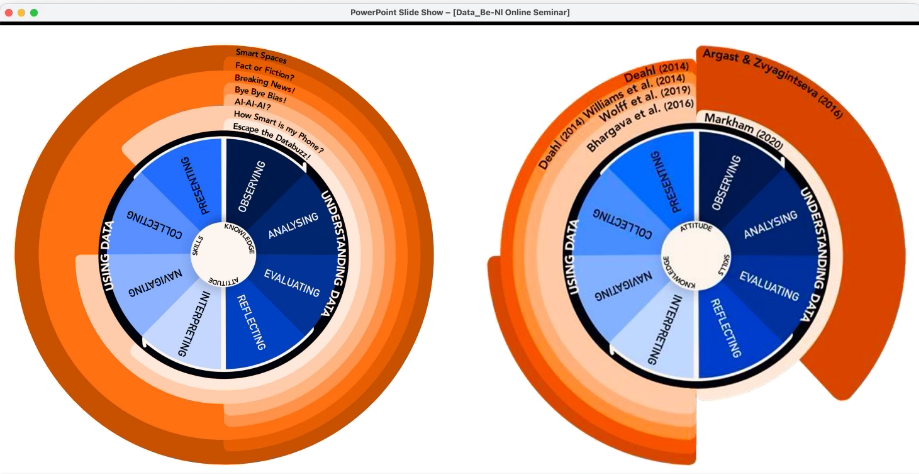 PowerPoint Slide Show – [Data_Be-Nl Online Seminar]
Smart Spaces
Fact or Fiction?
Breaking News!
Bye Bye Bias!
AI-AI-AI?
How Smart is my Phone?
Escape the Databuzz!
UNDERSTANDING DATA
USING DATA
OBSERVING
ANALYSING
EVALUATING
REFLECTING
INTERPRETING
NAVIGATING
COLLECTING
PRESENTING
KNOWLEDGE
ATTITUDE
SKILLS
Argast & Zvyagintseva (2016)
Markham (2020)
Deahl (2014)
Williams et al. (2014)
Deahl (2014)
Wolff et al. (2019)
Bhargava et al. (2016)
UNDERSTANDING DATA
USING DATA
OBSERVING
ANALYSING
EVALUATING
REFLECTING
INTERPRETING
NAVIGATING
COLLECTING
PRESENTING
ATTITUDE
SKILLS
KNOWLEDGE